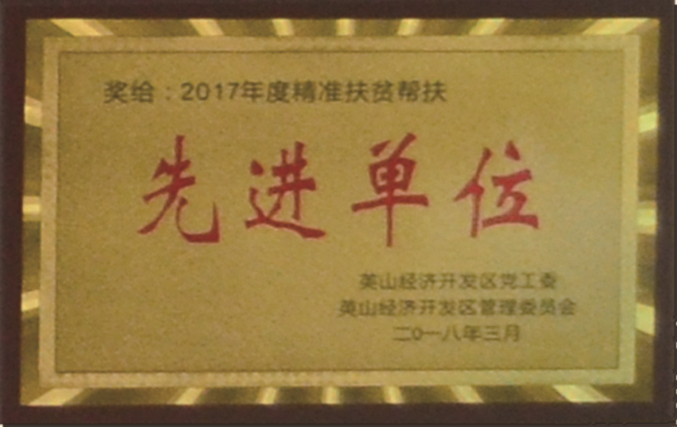 奖给：2017年度精准扶贫帮扶
先进单位
英山经济开发区党工委
英山经济开发区管理委员会
二0一八年三月